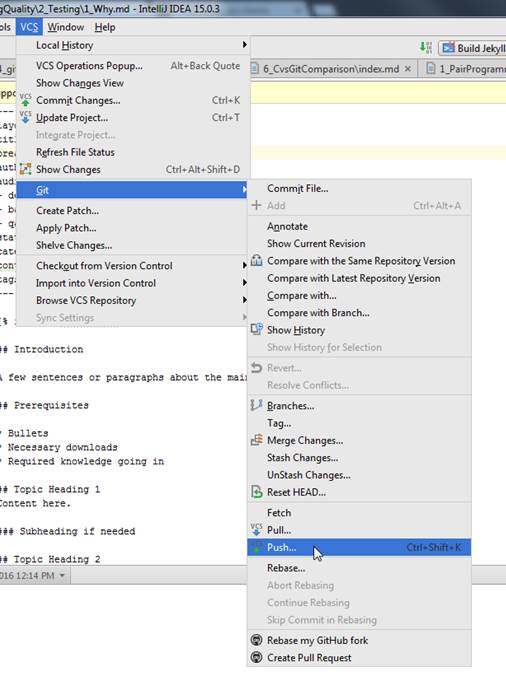 gQuality\2_Testing\1_Why.md - IntelliJ IDEA 15.0.3
ols VCS Window Help
Build Jekyll
6_CvsGitComparison\index.md × 1_PairProgramm
Local History
VCS Operations Popup... Alt+Back Quote
Show Changes View
Commit Changes... Ctrl+K
Update Project... Ctrl+T
Integrate Project...
Refresh File Status
Show Changes Ctrl+Alt+Shift+D
Git
Create Patch...
Apply Patch...
Shelve Changes...
Checkout from Version Control
Import into Version Control
Browse VCS Repository
Sync Settings
Commit File...
Add Ctrl+Alt+A
Annotate
Show Current Revision
Compare with the Same Repository Version
Compare with Latest Repository Version
Compare with...
Compare with Branch...
Show History
Show History for Selection
Revert...
Resolve Conflicts...
Branches...
Tag...
Merge Changes...
Stash Changes...
UnStash Changes...
Reset HEAD...
Fetch
VCS Pull...
Push... Ctrl+Shift+K
Rebase...
Abort Rebasing
Continue Rebasing
Skip Commit in Rebasing
Rebase my GitHub fork
Create Pull Request
## Introduction
A few sentences or paragraphs about the main
## Prerequisites
* Bullets
* Necessary downloads
* Required knowledge going in
## Topic Heading 1
Content here.
### Subheading if needed
## Topic Heading 2
016 12:14 PM